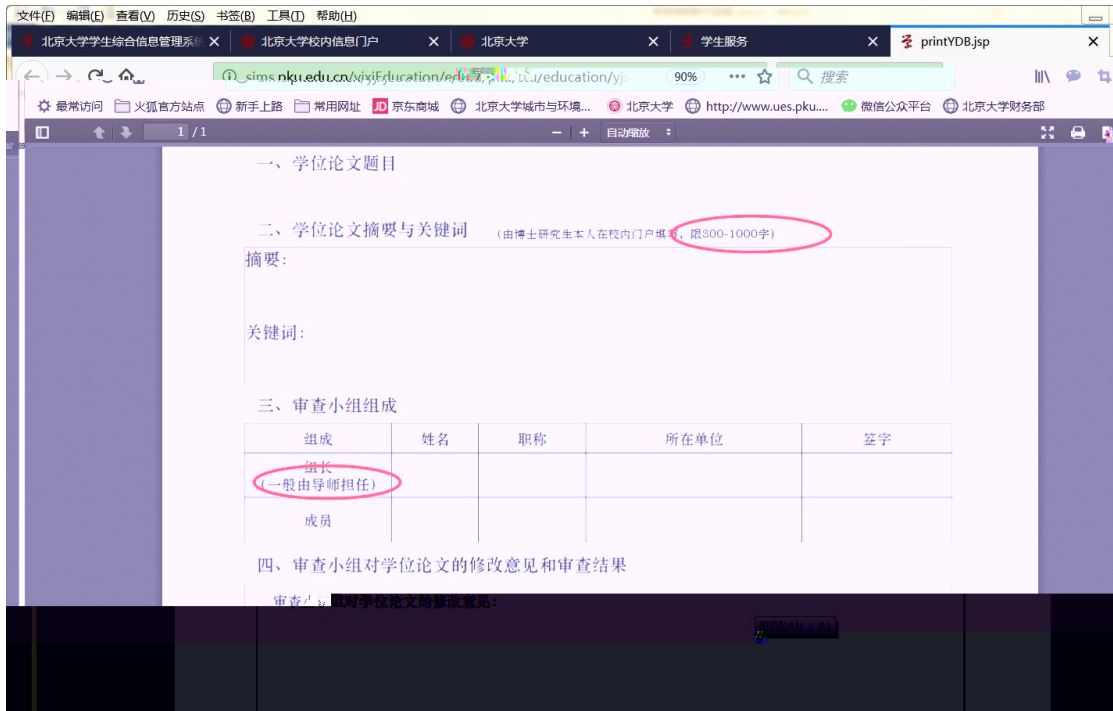 文件(F) 编辑(E) 查看(V) 历史(S) 书签(B) 工具(T) 帮助(H)
北京大学学生综合信息管理系统 北京大学校内信息门户 北京大学 学生服务 printYDB.jsp
sims.pku.edu.cn 90% 搜索
最常访问 火狐官方站点 新手上路 常用网址 JD 京东商城 北京大学城市与环境... 北京大学 http://www.ues.pku.... 微信公众平台 北京大学财务部
1 / 1 自动缩放
一、学位论文题目
二、学位论文摘要与关键词 (由博士研究生本人在校内门户填写,限800-1000字)
摘要:
关键词:
三、审查小组组成
组成 姓名 职称 所在单位 签字
组长
(一般由导师担任)
成员
四、审查小组对学位论文的修改意见和审查结果
审查小组对学位论文的修改意见: